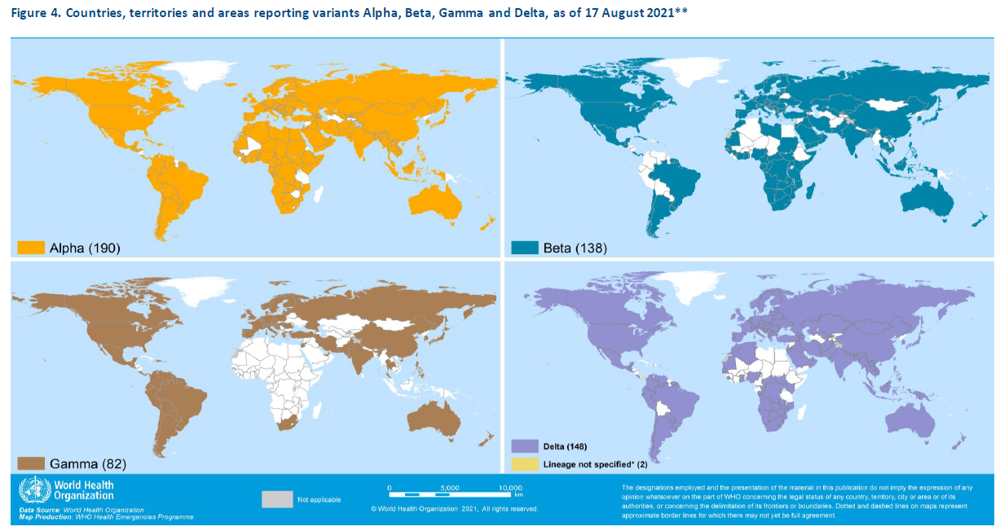 Figure 4. Countries, territories and areas reporting variants Alpha, Beta, Gamma and Delta, as of 17 August 2021**
Alpha (190)
Beta (138)
Gamma (82)
Delta (148)
Lineage not specified* (2)
World Health
Organization
Data Source: World Health Organization
Map Production: WHO Health Emergencies Programme
Not applicable
0 5,000 10,000
km
© World Health Organization 2021, All rights reserved.
The designations employed and the presentation of the material in this publication do not imply the expression of any
opinion whatsoever on the part of WHO concerning the legal status of any country, territory, city or area or of its
authorities, or concerning the delimitation of its frontiers or boundaries. Dotted and dashed lines on maps represent
approximate border lines for which there may not yet be full agreement.